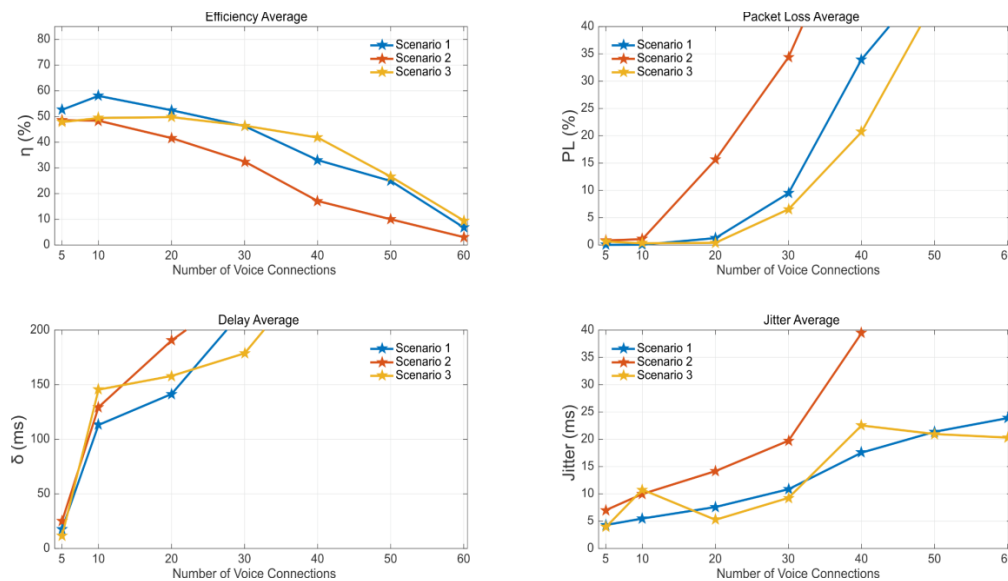 Efficiency Average
η (%)
80
70
60
50
40
30
20
10
0
Scenario 1
Scenario 2
Scenario 3
5 10 20 30 40 50 60
Number of Voice Connections
Packet Loss Average
PL (%)
40
35
30
25
20
15
10
5
0
Scenario 1
Scenario 2
Scenario 3
5 10 20 30 40 50
Number of Voice Connections
Delay Average
δ (ms)
200
150
100
50
0
Scenario 1
Scenario 2
Scenario 3
5 10 20 30 40 50 60
Number of Voice Connections
Jitter Average
Jitter (ms)
40
35
30
25
20
15
10
5
0
Scenario 1
Scenario 2
Scenario 3
5 10 20 30 40 50
Number of Voice Connections